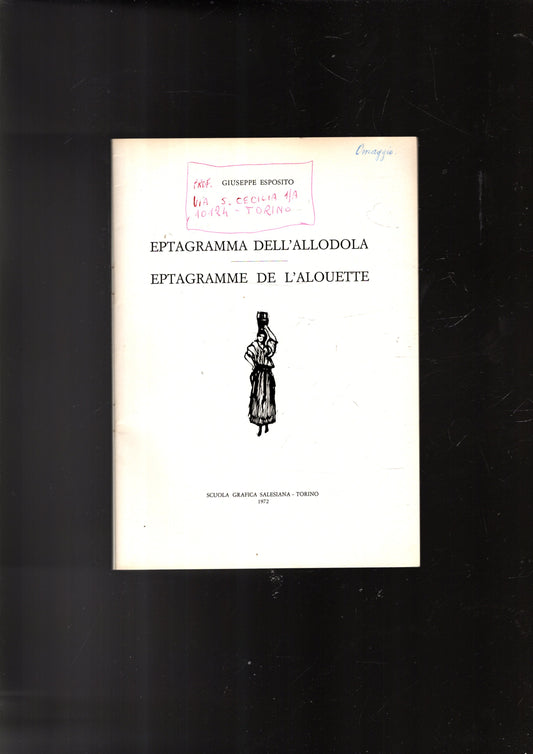 Omaggio.
PROF. GIUSEPPE ESPOSITO
VIA S. CECILIA 1/A
10124 - TORINO
EPTAGRAMMA DELL'ALLODOLA
EPTAGRAMME DE L'ALOUETTE
SCUOLA GRAFICA SALESIANA - TORINO
1972